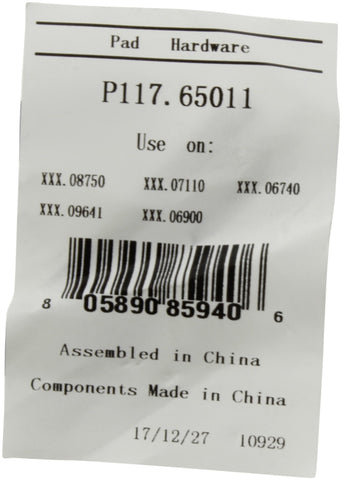 Pad Hardware
P117.65011
Use on:
XXX.08750 XXX.07110 XXX.06740
XXX.09641 XXX.06900
8 05890 85940 6
Assembled in China
Components Made in China
17/12/27 10929